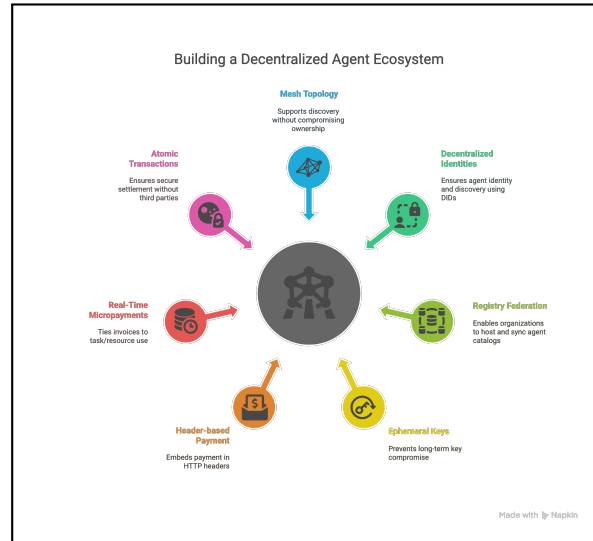 Building a Decentralized Agent Ecosystem
Mesh Topology
Supports discovery
without compromising
ownership
Atomic
Transactions
Ensures secure
settlement without
third parties
Decentralized
Identities
Ensures agent identity
and discovery using
DIDs
Real-Time
Micropayments
Ties invoices to
task/resource use
Registry Federation
Enables organizations
to host and sync agent
catalogs
Header-based
Payment
Embeds payment in
HTTP headers
Ephemeral Keys
Prevents long-term key
compromise
Made with Napkin